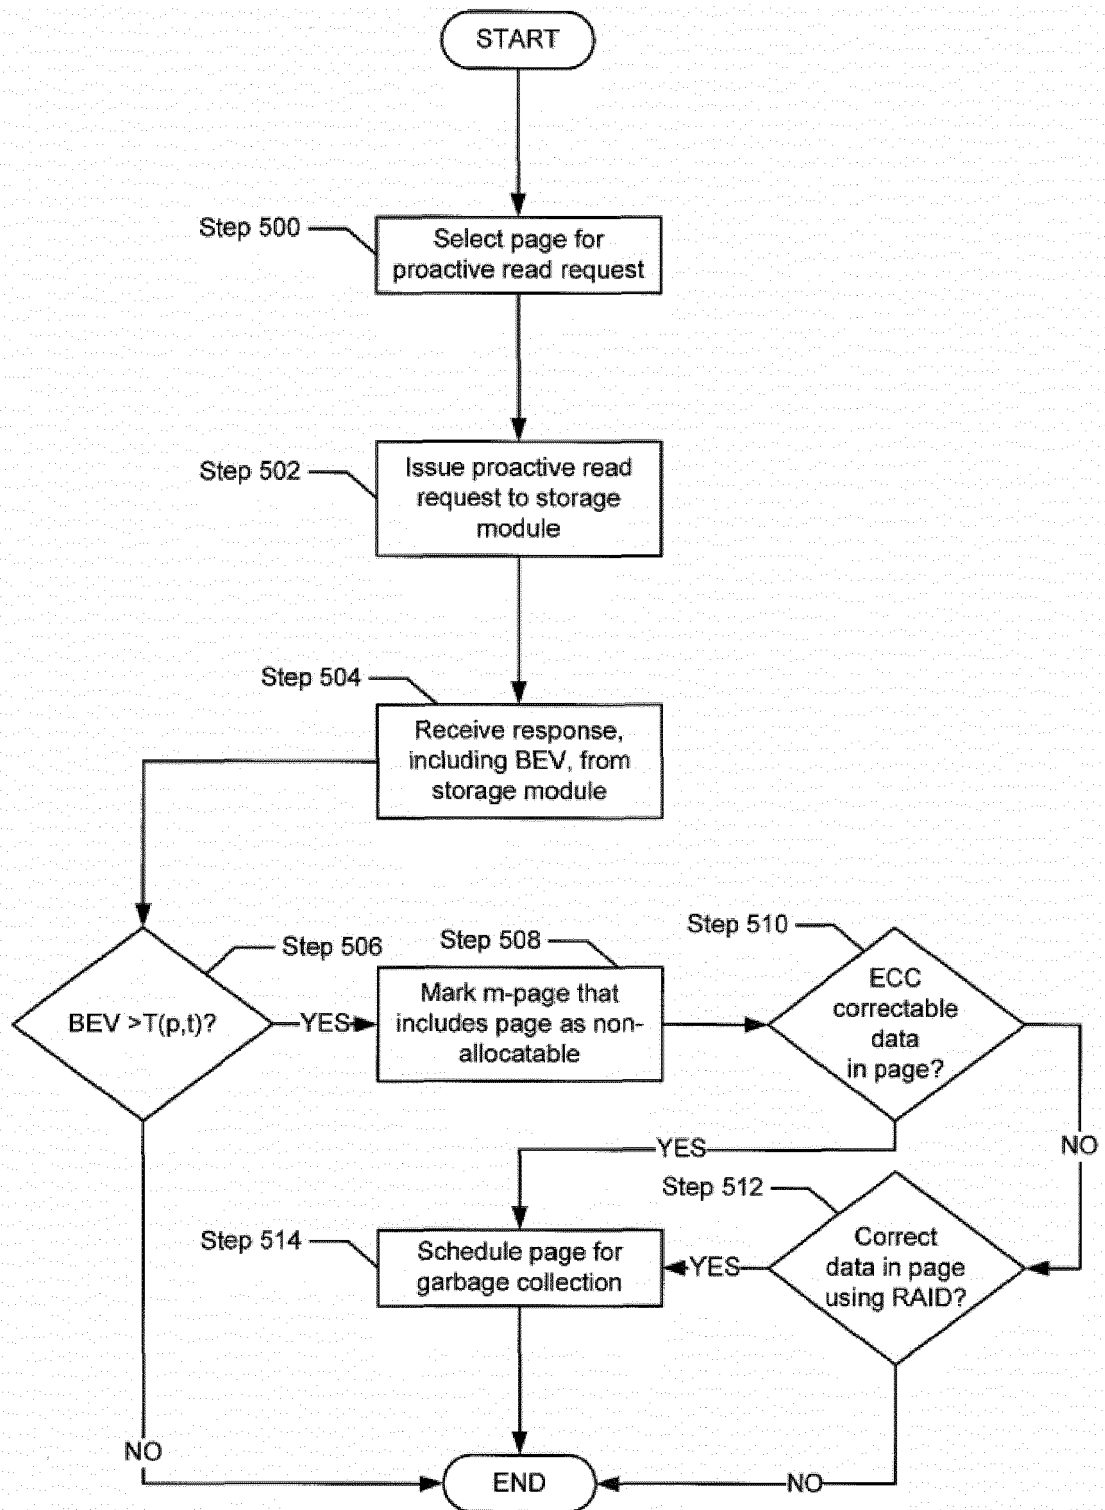 START
Step 500
Select page for
proactive read request
Step 502
Issue proactive read
request to storage
module
Step 504
Receive response,
including BEV, from
storage module
Step 506
BEV >T(p,t)?
YES
Step 508
Mark m-page that
includes page as non-
allocatable
Step 510
ECC
correctable
data
in page?
YES
NO
Step 512
Correct
data in page
using RAID?
YES
Step 514
Schedule page for
garbage collection
NO
END
NO